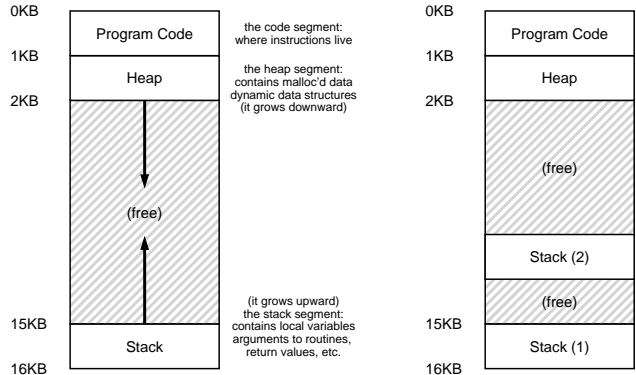 0KB
Program Code
the code segment:
where instructions live
1KB
Heap
the heap segment:
contains malloc'd data
dynamic data structures
(it grows downward)
2KB
(free)
(it grows upward)
the stack segment:
contains local variables
arguments to routines,
return values, etc.
15KB
Stack
16KB
0KB
Program Code
1KB
Heap
2KB
(free)
Stack (2)
(free)
15KB
Stack (1)
16KB